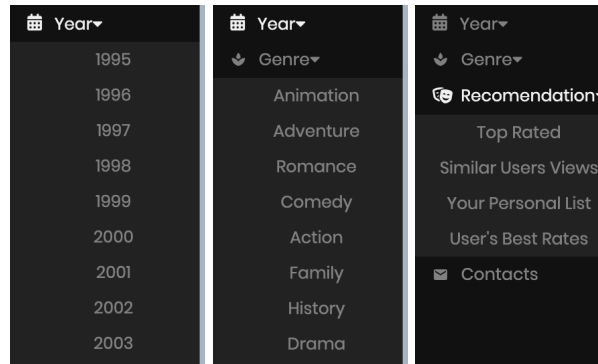 Year
1995
1996
1997
1998
1999
2000
2001
2002
2003
Year
Genre
Animation
Adventure
Romance
Comedy
Action
Family
History
Drama
Year
Genre
Recomendation
Top Rated
Similar Users Views
Your Personal List
User's Best Rates
Contacts